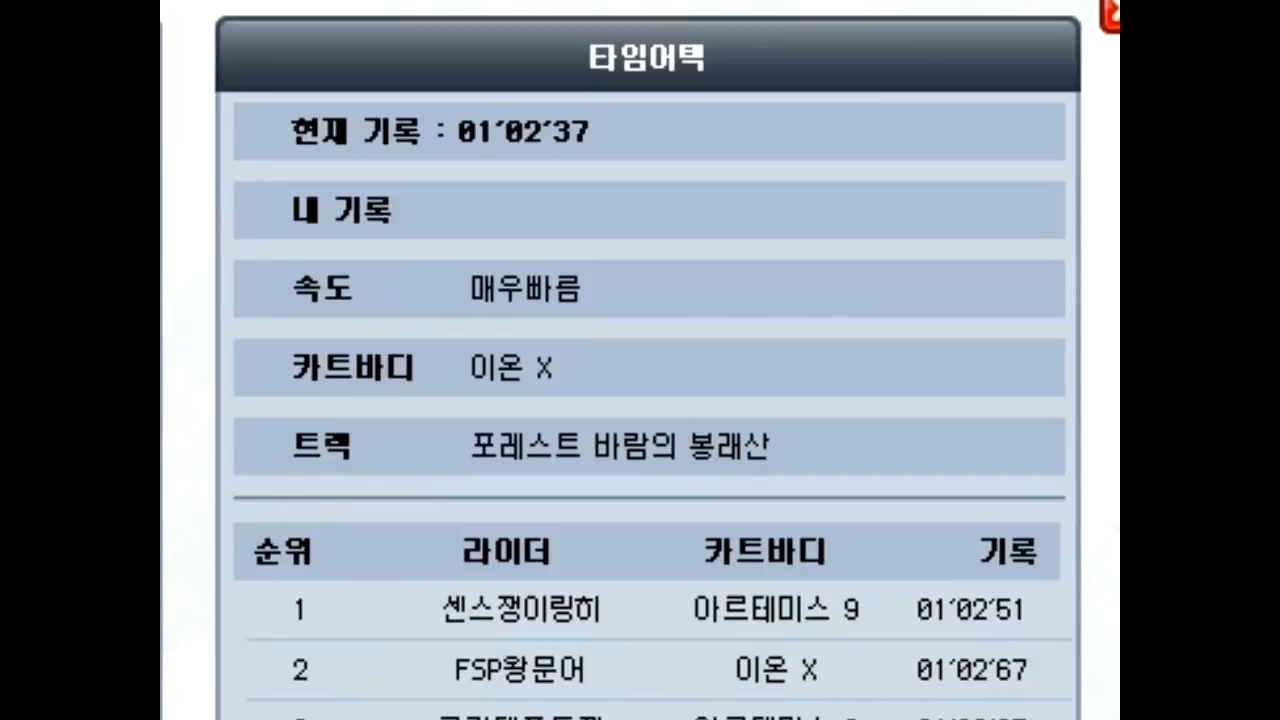 타임어택
현재 기록 : 01′02′37
내 기록
속도 매우빠름
카트바디 이온 X
트랙 포레스트 바람의 봉래산
순위 라이더 카트바디 기록
1 센스쟁이링히 아르테미스 9 01′02′51
2 FSP왕문어 이온 X 01′02′67